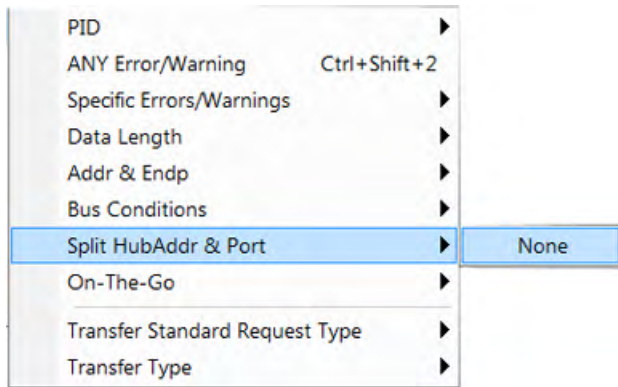 PID
ANY Error/Warning Ctrl+Shift+2
Specific Errors/Warnings
Data Length
Addr & Endp
Bus Conditions
Split HubAddr & Port None
On-The-Go
Transfer Standard Request Type
Transfer Type